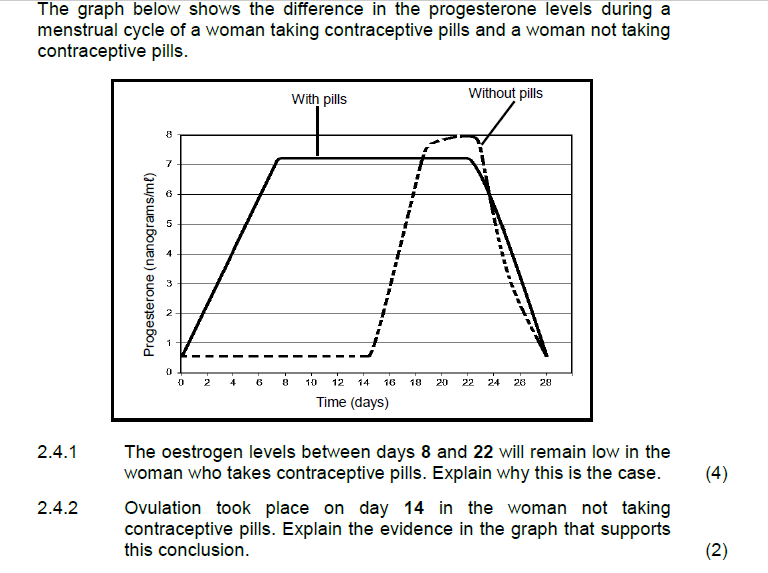 The graph below shows the difference in the progesterone levels during a
menstrual cycle of a woman taking contraceptive pills and a woman not taking
contraceptive pills.
With pills
Without pills
8
7
6
5
4
3
2
1
0
Progesterone (nanograms/mℓ)
0 2 4 6 8 10 12 14 16 18 20 22 24 26 28
Time (days)
2.4.1 The oestrogen levels between days 8 and 22 will remain low in the
woman who takes contraceptive pills. Explain why this is the case. (4)
2.4.2 Ovulation took place on day 14 in the woman not taking
contraceptive pills. Explain the evidence in the graph that supports
this conclusion. (2)